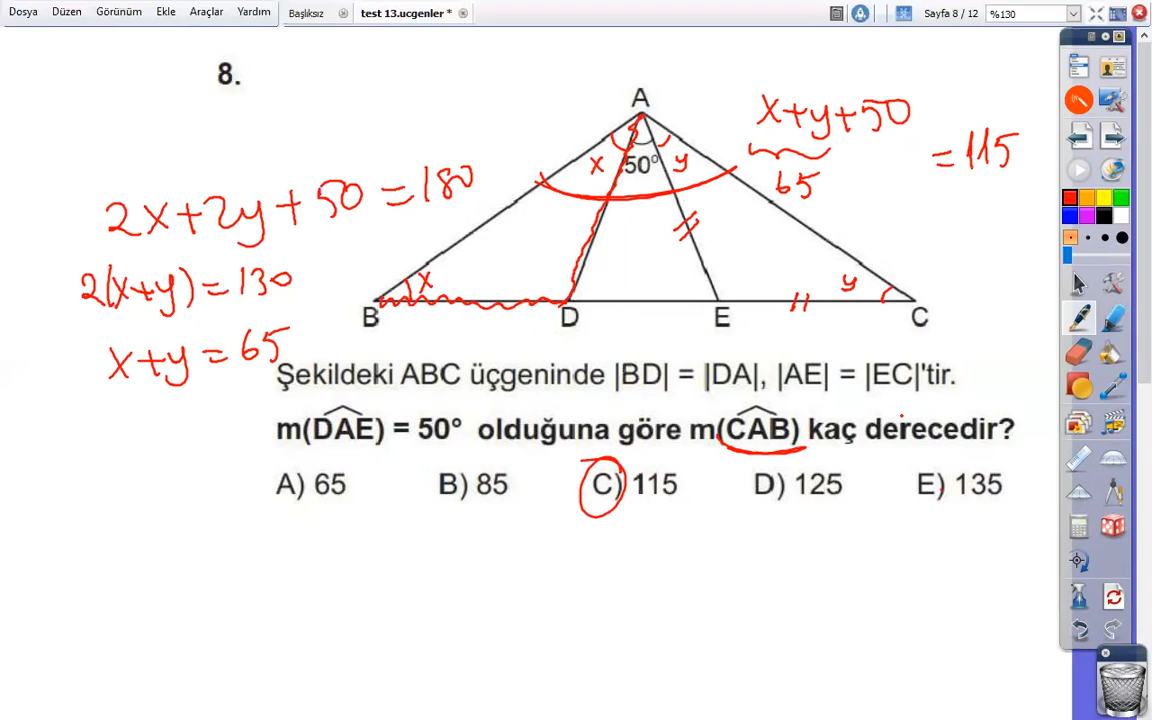 Dosya Düzen Görünüm Ekle Araçlar Yardım Başlıksız test 13.ucgenler * Sayfa 8 / 12 %130
8.
A
x+y+50 = 115
65
x 50° y
2x+2y+50=180
2(x+y)=130
x+y=65
x y
B D E C
Şekildeki ABC üçgeninde |BD| = |DA|, |AE| = |EC|'tir.
m(DAE) = 50° olduğuna göre m(CAB) kaç derecedir?
A) 65 B) 85 C) 115 D) 125 E) 135